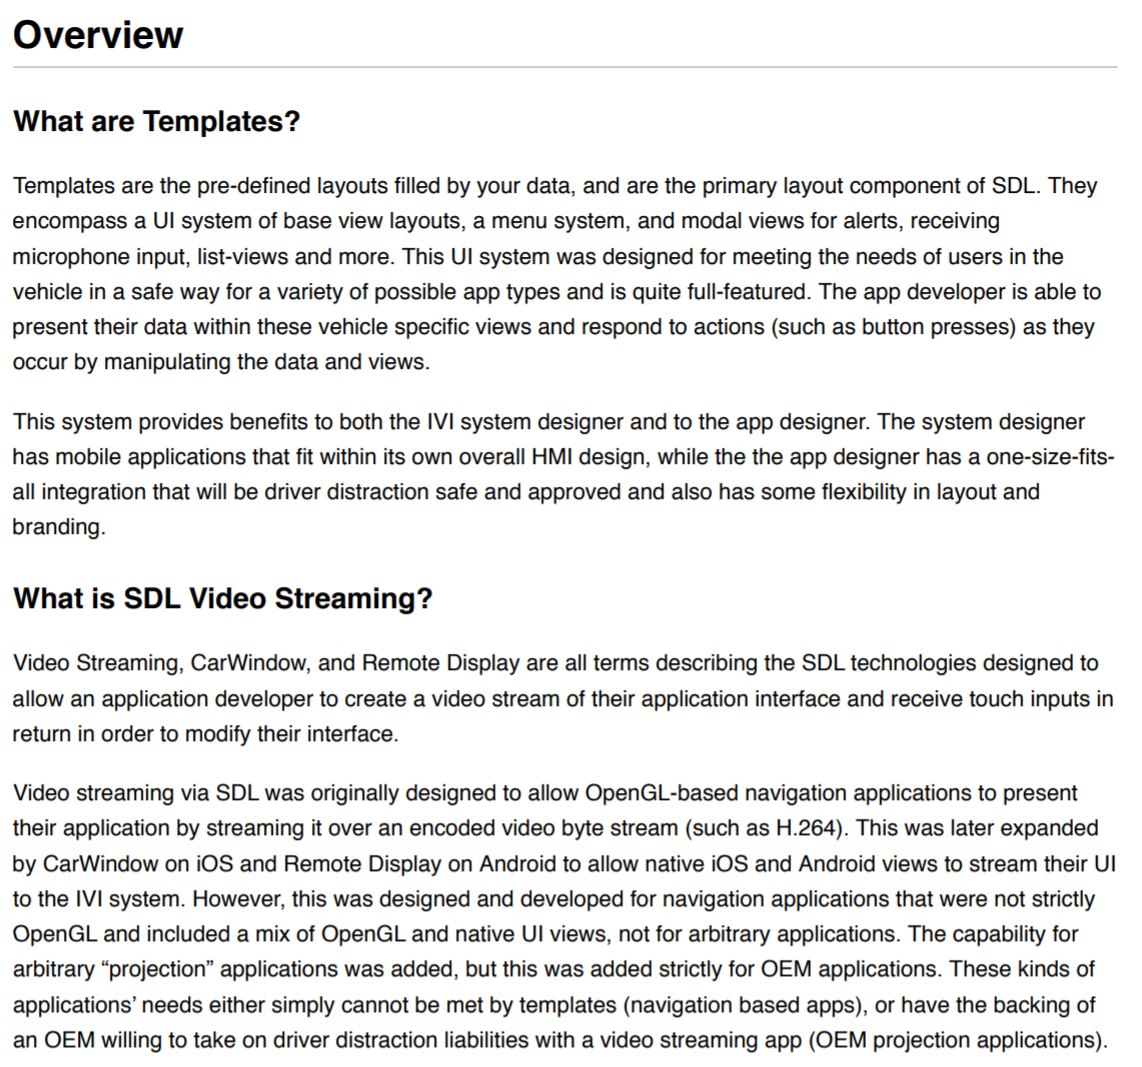 Overview
What are Templates?
Templates are the pre-defined layouts filled by your data, and are the primary layout component of SDL. They
encompass a UI system of base view layouts, a menu system, and modal views for alerts, receiving
microphone input, list-views and more. This UI system was designed for meeting the needs of users in the
vehicle in a safe way for a variety of possible app types and is quite full-featured. The app developer is able to
present their data within these vehicle specific views and respond to actions (such as button presses) as they
occur by manipulating the data and views.
This system provides benefits to both the IVI system designer and to the app designer. The system designer
has mobile applications that fit within its own overall HMI design, while the the app designer has a one-size-fits-
all integration that will be driver distraction safe and approved and also has some flexibility in layout and
branding.
What is SDL Video Streaming?
Video Streaming, CarWindow, and Remote Display are all terms describing the SDL technologies designed to
allow an application developer to create a video stream of their application interface and receive touch inputs in
return in order to modify their interface.
Video streaming via SDL was originally designed to allow OpenGL-based navigation applications to present
their application by streaming it over an encoded video byte stream (such as H.264). This was later expanded
by CarWindow on iOS and Remote Display on Android to allow native iOS and Android views to stream their UI
to the IVI system. However, this was designed and developed for navigation applications that were not strictly
OpenGL and included a mix of OpenGL and native UI views, not for arbitrary applications. The capability for
arbitrary “projection” applications was added, but this was added strictly for OEM applications. These kinds of
applications’ needs either simply cannot be met by templates (navigation based apps), or have the backing of
an OEM willing to take on driver distraction liabilities with a video streaming app (OEM projection applications).